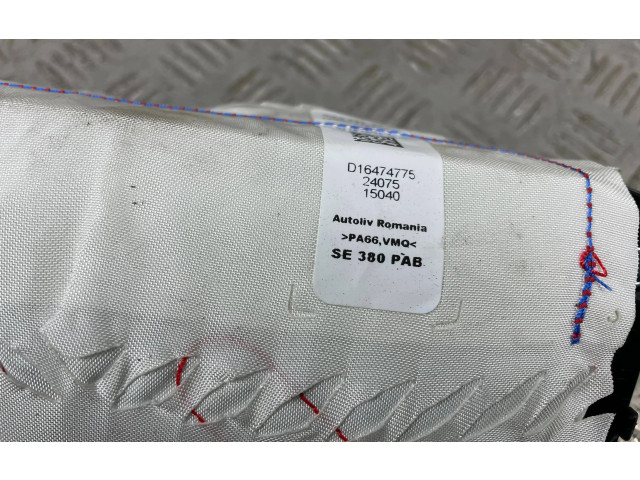 D16474775
24075
15040
Autoliv Romania
>PA66,VMQ<
SE 380 PAB